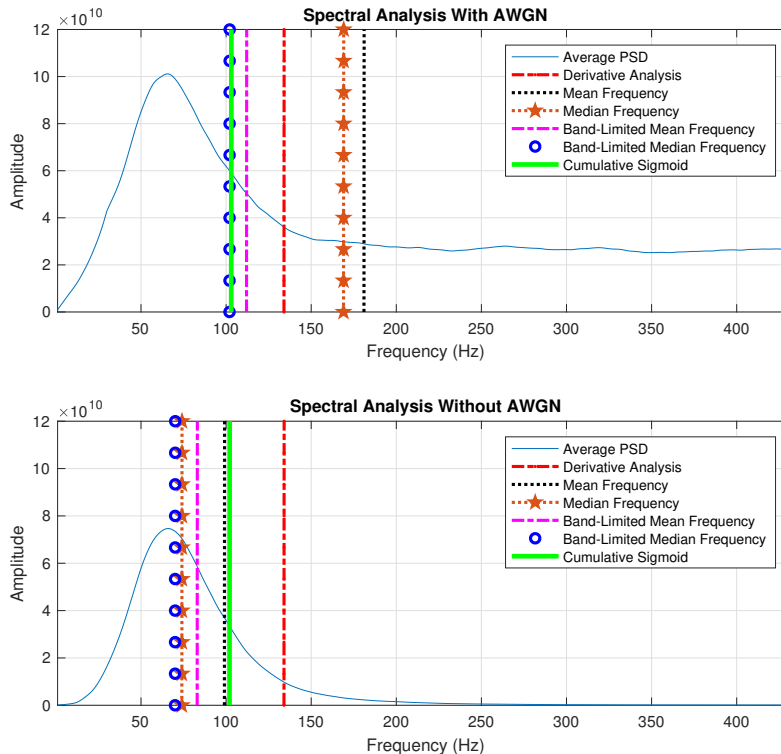 Spectral Analysis With AWGN
×10^10
12
10
8
6
4
2
0
Amplitude
50 100 150 200 250 300 350 400
Frequency (Hz)
Average PSD
Derivative Analysis
Mean Frequency
Median Frequency
Band-Limited Mean Frequency
Band-Limited Median Frequency
Cumulative Sigmoid
Spectral Analysis Without AWGN
×10^10
12
10
8
6
4
2
0
Amplitude
50 100 150 200 250 300 350 400
Frequency (Hz)
Average PSD
Derivative Analysis
Mean Frequency
Median Frequency
Band-Limited Mean Frequency
Band-Limited Median Frequency
Cumulative Sigmoid